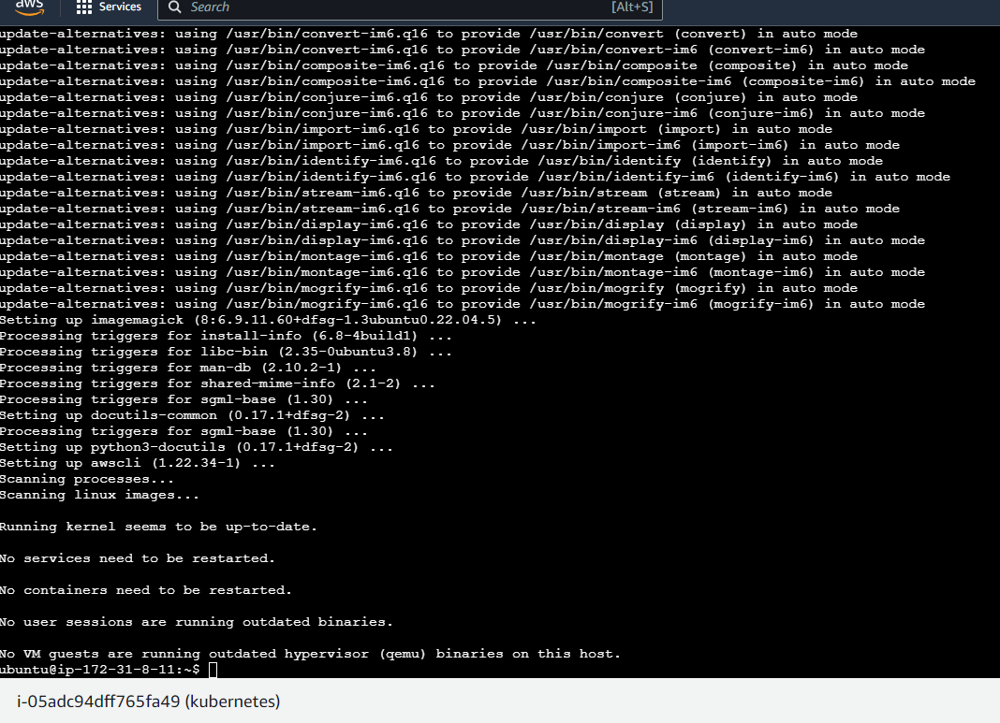 aws Services Search [Alt+S]
update-alternatives: using /usr/bin/convert-im6.q16 to provide /usr/bin/convert (convert) in auto mode
update-alternatives: using /usr/bin/convert-im6.q16 to provide /usr/bin/convert-im6 (convert-im6) in auto mode
update-alternatives: using /usr/bin/composite-im6.q16 to provide /usr/bin/composite (composite) in auto mode
update-alternatives: using /usr/bin/composite-im6.q16 to provide /usr/bin/composite-im6 (composite-im6) in auto mode
update-alternatives: using /usr/bin/conjure-im6.q16 to provide /usr/bin/conjure (conjure) in auto mode
update-alternatives: using /usr/bin/conjure-im6.q16 to provide /usr/bin/conjure-im6 (conjure-im6) in auto mode
update-alternatives: using /usr/bin/import-im6.q16 to provide /usr/bin/import (import) in auto mode
update-alternatives: using /usr/bin/import-im6.q16 to provide /usr/bin/import-im6 (import-im6) in auto mode
update-alternatives: using /usr/bin/identify-im6.q16 to provide /usr/bin/identify (identify) in auto mode
update-alternatives: using /usr/bin/identify-im6.q16 to provide /usr/bin/identify-im6 (identify-im6) in auto mode
update-alternatives: using /usr/bin/stream-im6.q16 to provide /usr/bin/stream (stream) in auto mode
update-alternatives: using /usr/bin/stream-im6.q16 to provide /usr/bin/stream-im6 (stream-im6) in auto mode
update-alternatives: using /usr/bin/display-im6.q16 to provide /usr/bin/display (display) in auto mode
update-alternatives: using /usr/bin/display-im6.q16 to provide /usr/bin/display-im6 (display-im6) in auto mode
update-alternatives: using /usr/bin/montage-im6.q16 to provide /usr/bin/montage (montage) in auto mode
update-alternatives: using /usr/bin/montage-im6.q16 to provide /usr/bin/montage-im6 (montage-im6) in auto mode
update-alternatives: using /usr/bin/mogrify-im6.q16 to provide /usr/bin/mogrify (mogrify) in auto mode
update-alternatives: using /usr/bin/mogrify-im6.q16 to provide /usr/bin/mogrify-im6 (mogrify-im6) in auto mode
Setting up imagemagick (8:6.9.11.60+dfsg-1.3ubuntu0.22.04.5) ...
Processing triggers for install-info (6.8-4build1) ...
Processing triggers for libc-bin (2.35-0ubuntu3.8) ...
Processing triggers for man-db (2.10.2-1) ...
Processing triggers for shared-mime-info (2.1-2) ...
Processing triggers for sgml-base (1.30) ...
Setting up docutils-common (0.17.1+dfsg-2) ...
Processing triggers for sgml-base (1.30) ...
Setting up python3-docutils (0.17.1+dfsg-2) ...
Setting up awscli (1.22.34-1) ...
Scanning processes...
Scanning linux images...
Running kernel seems to be up-to-date.
No services need to be restarted.
No containers need to be restarted.
No user sessions are running outdated binaries.
No VM guests are running outdated hypervisor (qemu) binaries on this host.
ubuntu@ip-172-31-8-11:~$
i-05adc94dff765fa49 (kubernetes)